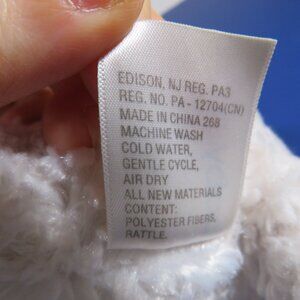 EDISON, NJ REG. PA3
REG. NO. PA - 12704(CN)
MADE IN CHINA 268
MACHINE WASH
COLD WATER,
GENTLE CYCLE,
AIR DRY
ALL NEW MATERIALS
CONTENT:
POLYESTER FIBERS,
RATTLE.